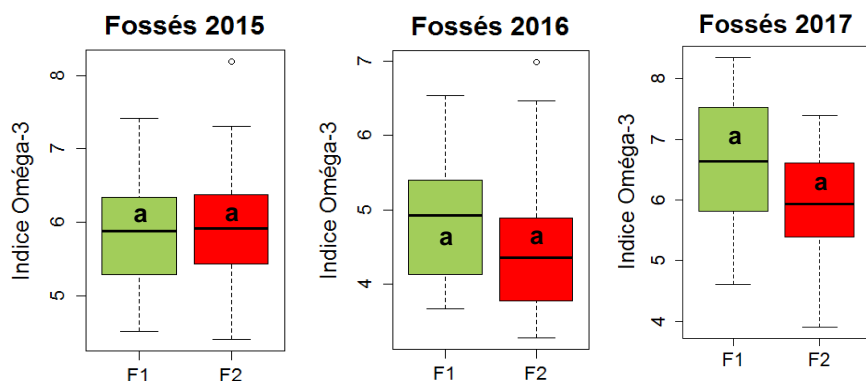 Fossés 2015
Indice Oméga-3
8
7
6
5
a
a
F1
F2
Fossés 2016
Indice Oméga-3
7
6
5
4
a
a
F1
F2
Fossés 2017
Indice Oméga-3
8
7
6
5
4
a
a
F1
F2